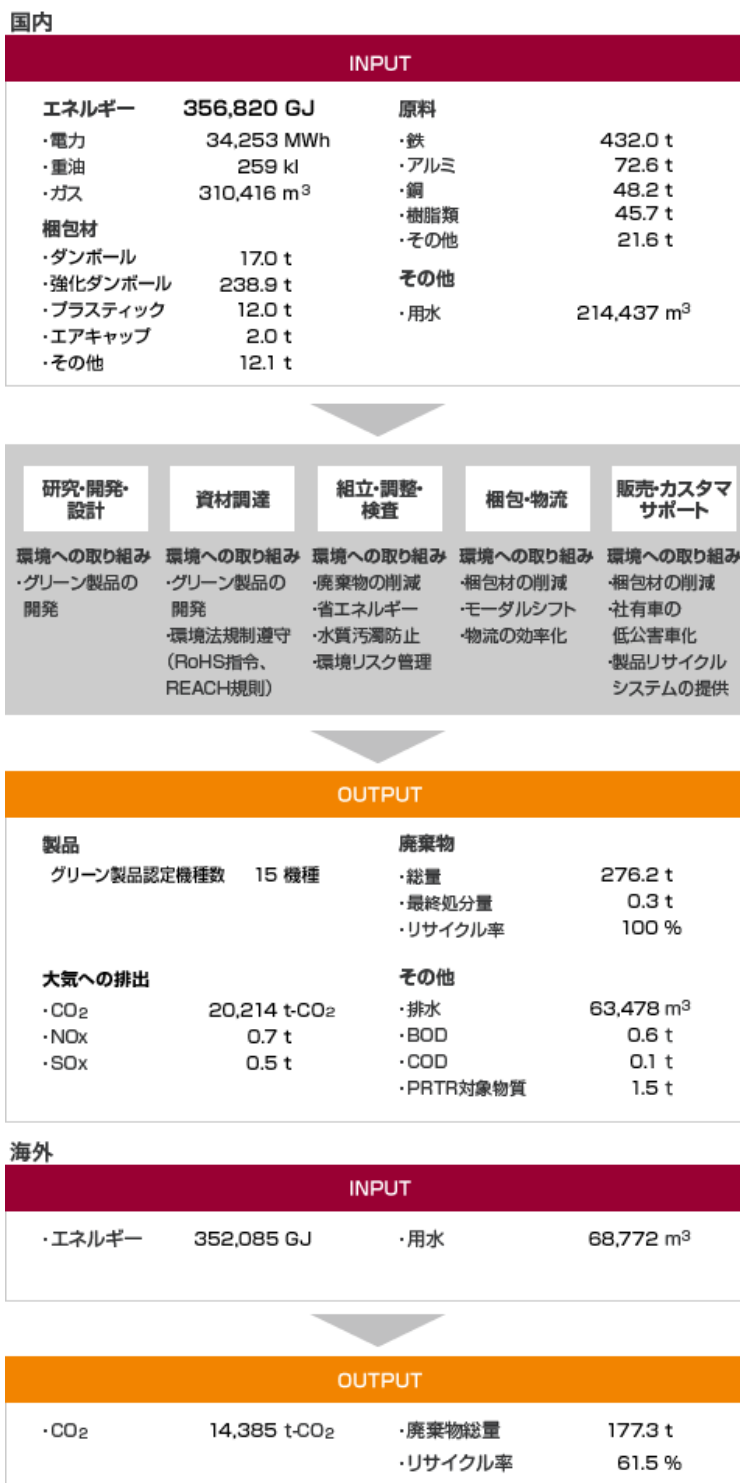 国内
INPUT
エネルギー 356,820 GJ
・電力 34,253 MWh
・重油 259 kl
・ガス 310,416 m³
梱包材
・ダンボール 17.0 t
・強化ダンボール 238.9 t
・プラスティック 12.0 t
・エアキャップ 2.0 t
・その他 12.1 t
原料
・鉄 432.0 t
・アルミ 72.6 t
・銅 48.2 t
・樹脂類 45.7 t
・その他 21.6 t
その他
・用水 214,437 m³
研究・開発・
設計
環境への取り組み
・グリーン製品の
開発
資材調達
環境への取り組み
・グリーン製品の
開発
・環境法規制遵守
(RoHS指令、
REACH規則)
組立・調整・
検査
環境への取り組み
・廃棄物の削減
・省エネルギー
・水質汚濁防止
・環境リスク管理
梱包・物流
環境への取り組み
・梱包材の削減
・モーダルシフト
・物流の効率化
販売・カスタマ
サポート
環境への取り組み
・梱包材の削減
・社有車の
低公害車化
・製品リサイクル
システムの提供
OUTPUT
製品
グリーン製品認定機種数 15 機種
大気への排出
・CO₂ 20,214 t-CO₂
・NOx 0.7 t
・SOx 0.5 t
廃棄物
・総量 276.2 t
・最終処分量 0.3 t
・リサイクル率 100 %
その他
・排水 63,478 m³
・BOD 0.6 t
・COD 0.1 t
・PRTR対象物質 1.5 t
海外
INPUT
・エネルギー 352,085 GJ
・用水 68,772 m³
OUTPUT
・CO₂ 14,385 t-CO₂
・廃棄物総量 177.3 t
・リサイクル率 61.5 %